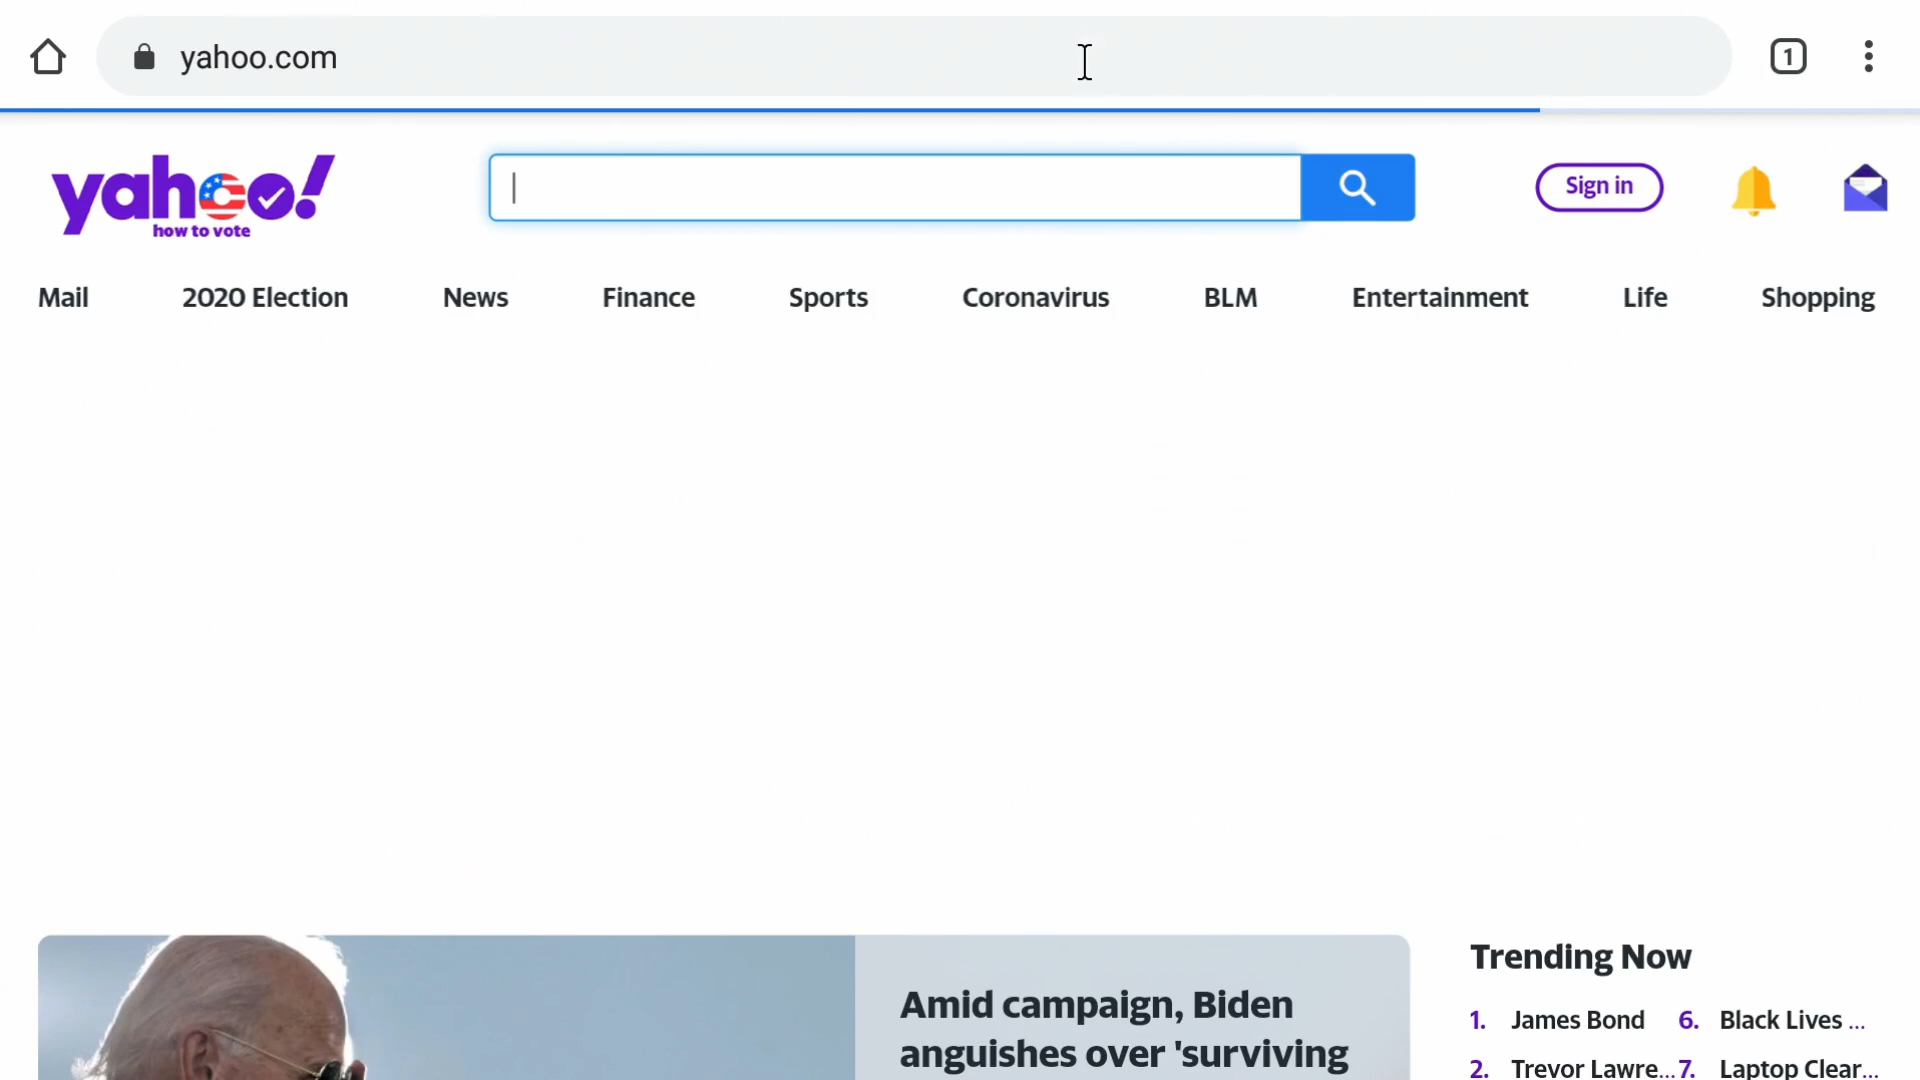 yahoo.com
1
yahoo!
how to vote
Sign in
Mail 2020 Election News Finance Sports Coronavirus BLM Entertainment Life Shopping
Amid campaign, Biden
anguishes over 'surviving
Trending Now
1. James Bond 6. Black Lives ...
2. Trevor Lawre... 7. Laptop Clear...